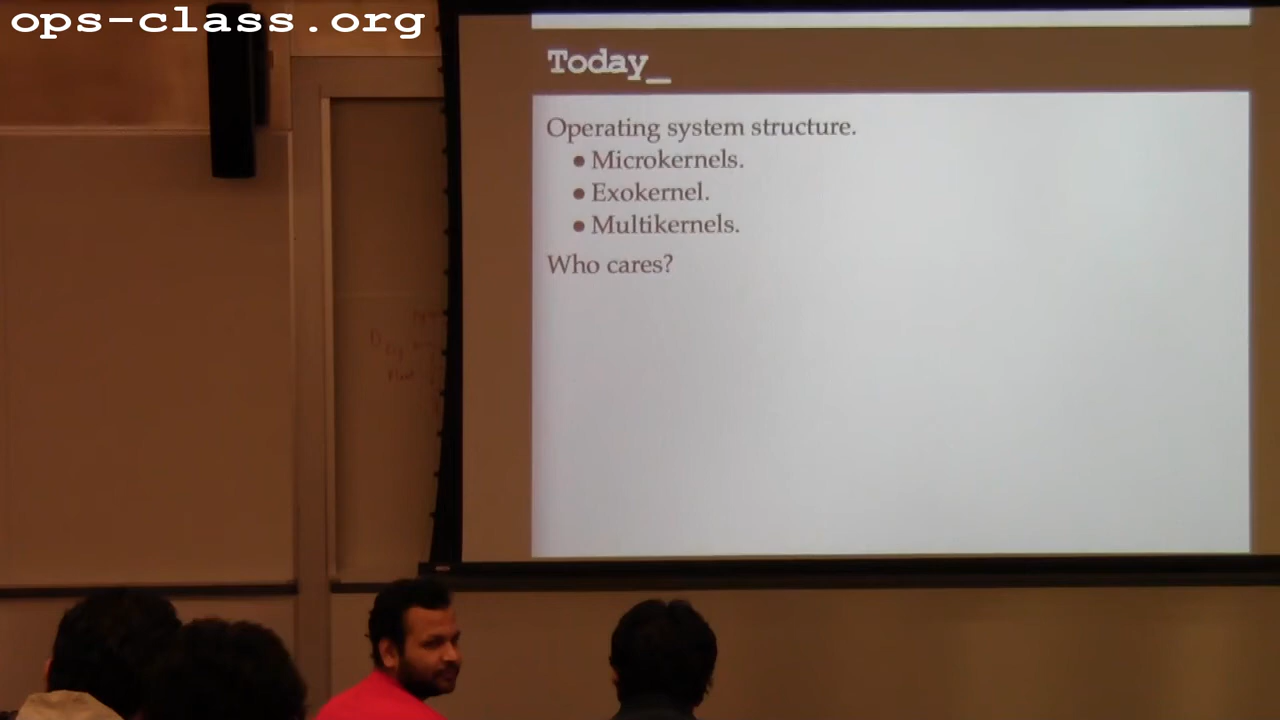 ops-class.org
Today_
Operating system structure.
• Microkernels.
• Exokernel.
• Multikernels.
Who cares?